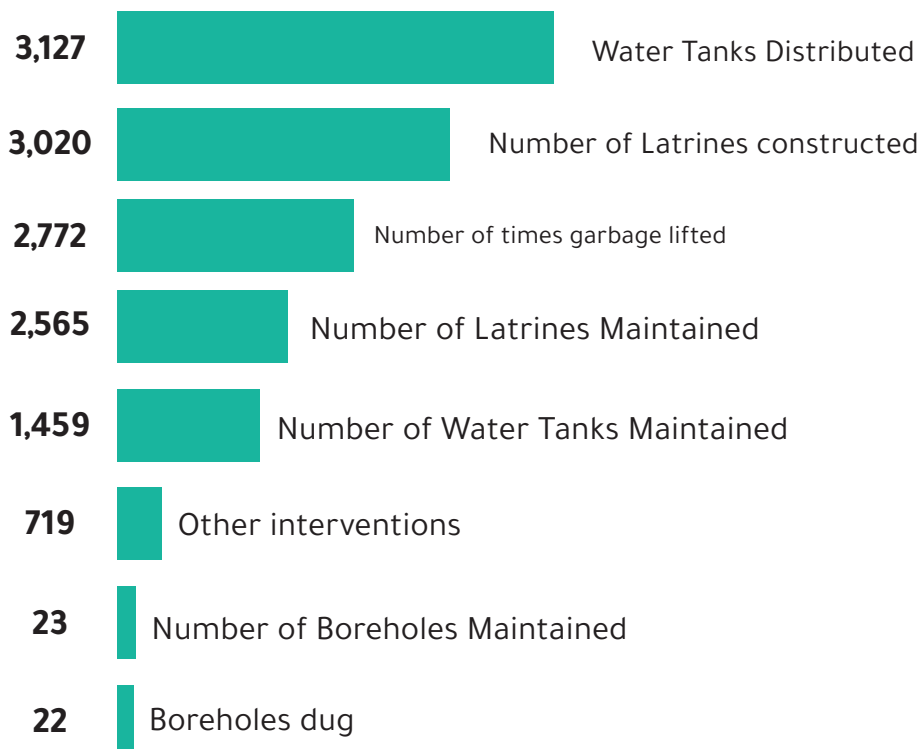 3,127 Water Tanks Distributed
3,020 Number of Latrines constructed
2,772 Number of times garbage lifted
2,565 Number of Latrines Maintained
1,459 Number of Water Tanks Maintained
719 Other interventions
23 Number of Boreholes Maintained
22 Boreholes dug